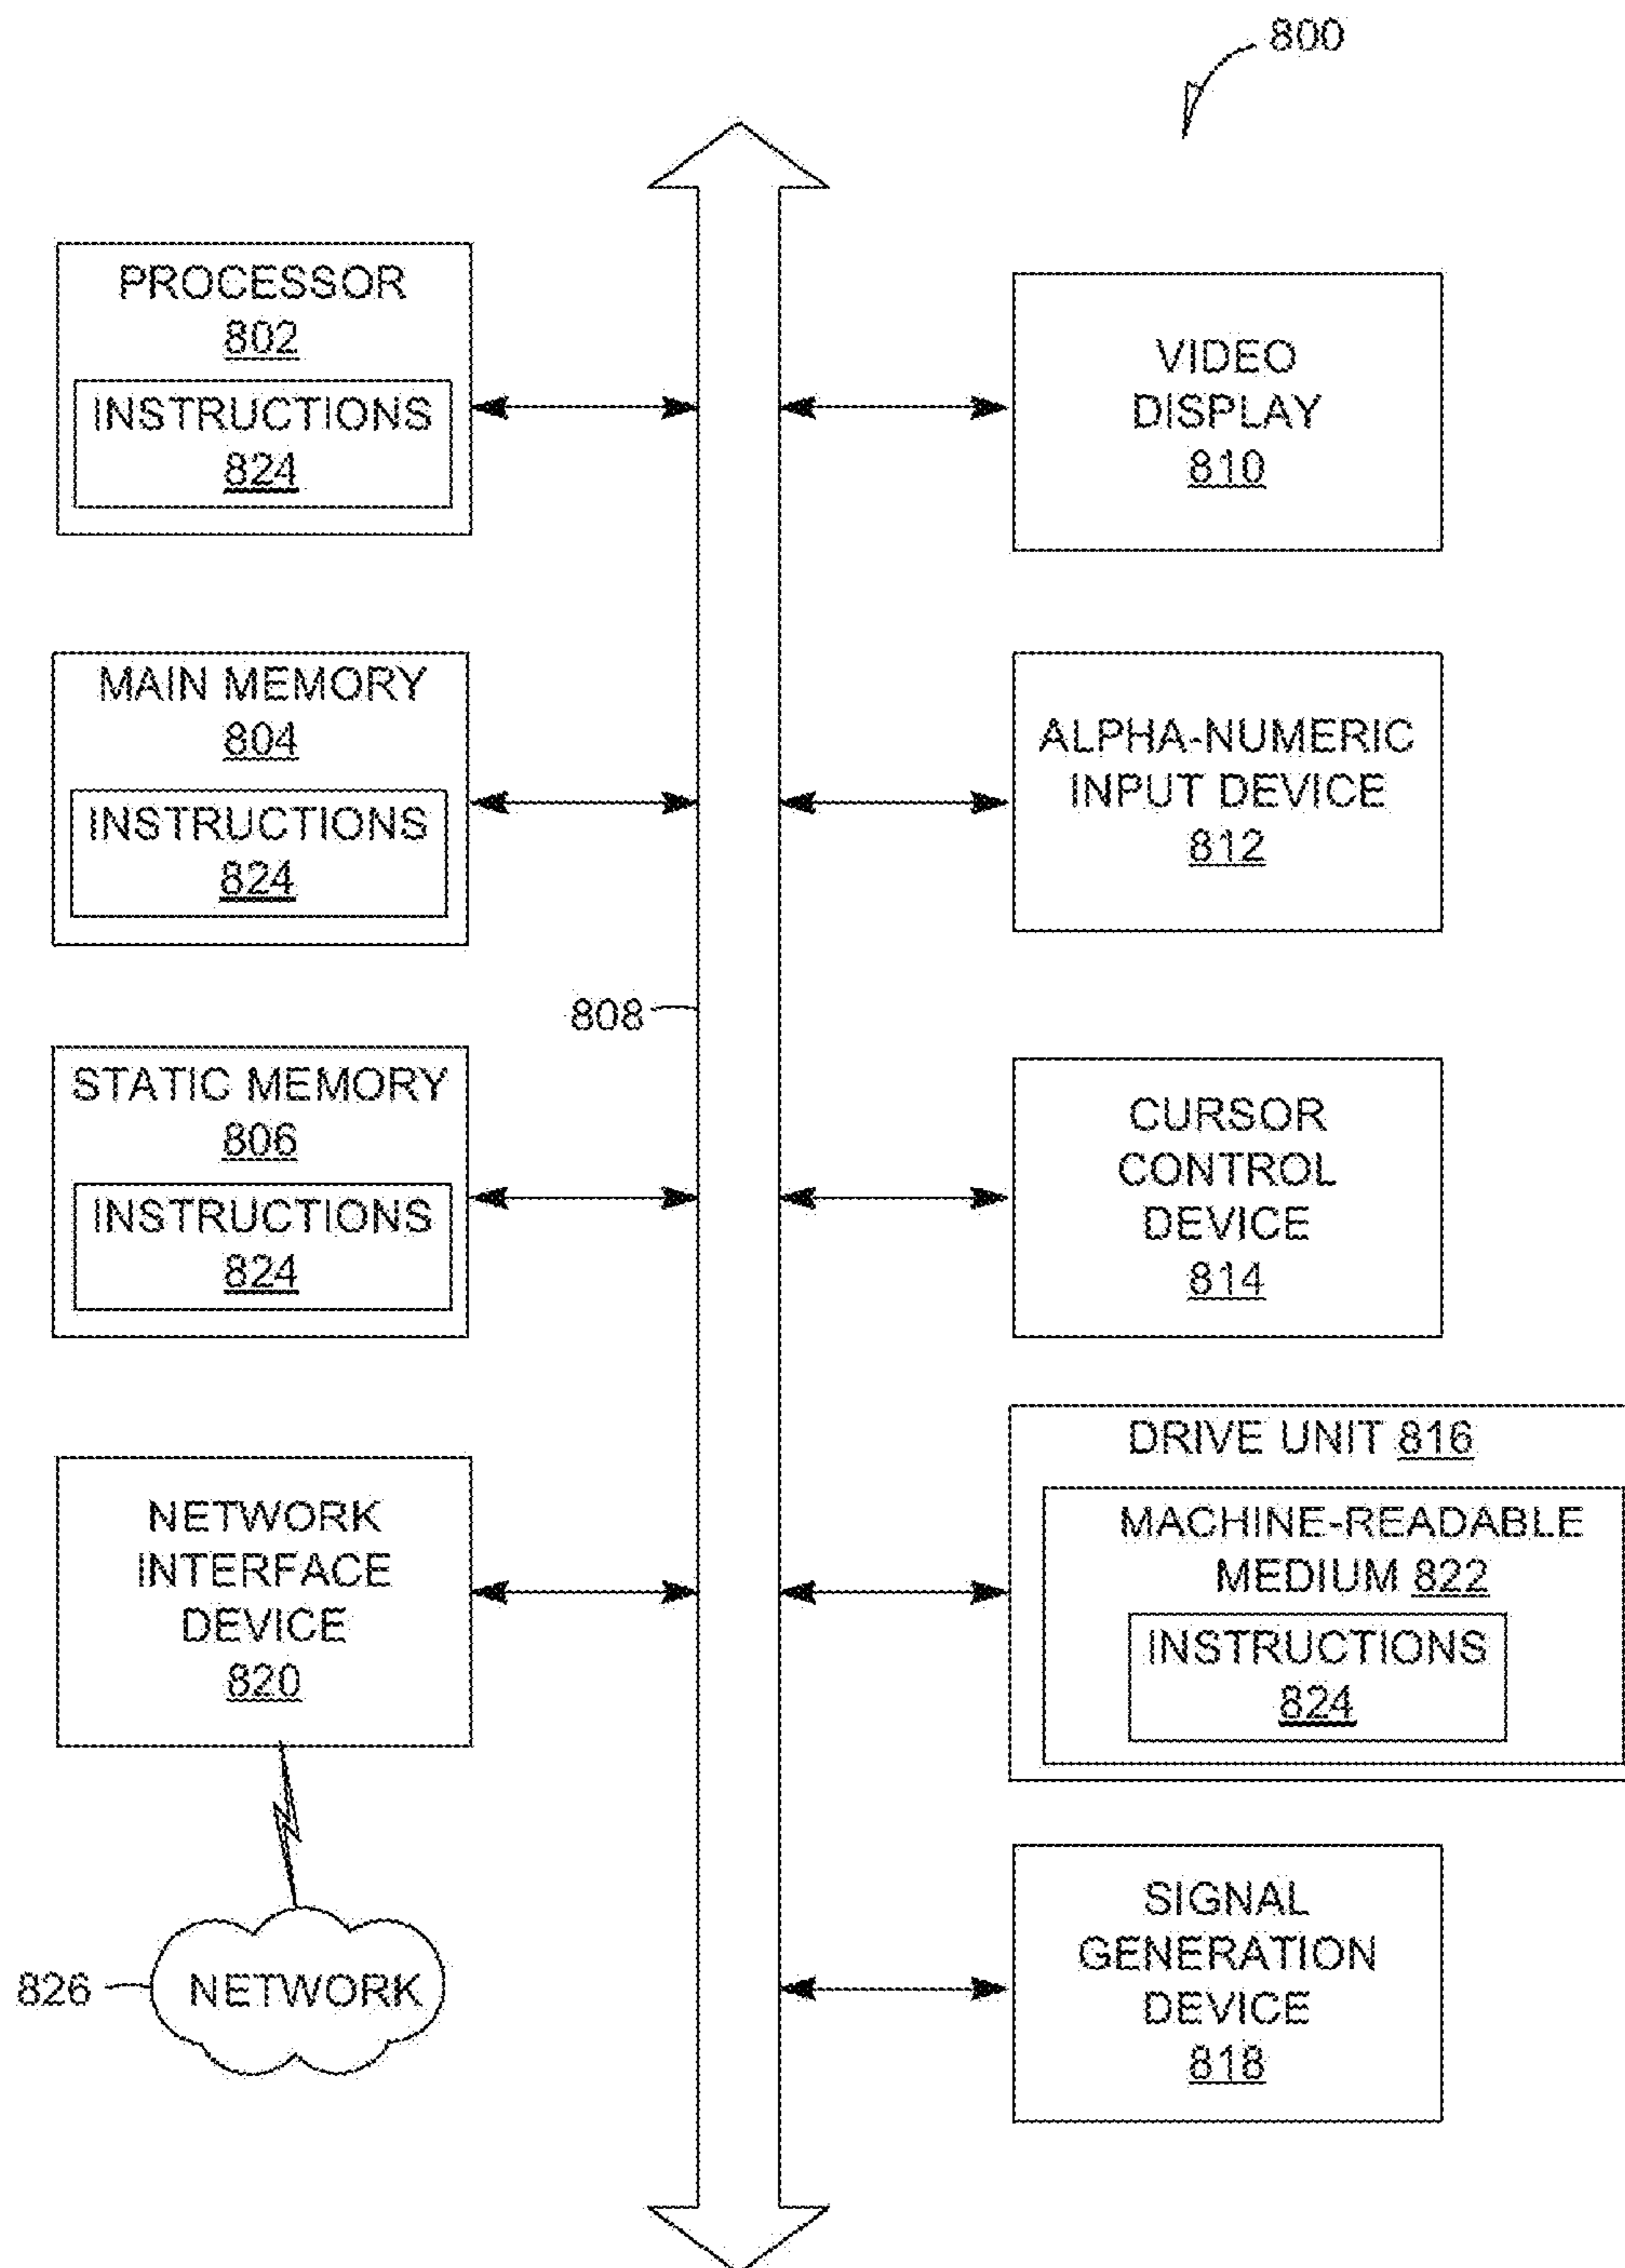 800
PROCESSOR
802
INSTRUCTIONS
824
VIDEO
DISPLAY
810
MAIN MEMORY
804
INSTRUCTIONS
824
ALPHA-NUMERIC
INPUT DEVICE
812
808
STATIC MEMORY
806
INSTRUCTIONS
824
CURSOR
CONTROL
DEVICE
814
NETWORK
INTERFACE
DEVICE
820
DRIVE UNIT 816
MACHINE-READABLE
MEDIUM 822
INSTRUCTIONS
824
826
NETWORK
SIGNAL
GENERATION
DEVICE
818